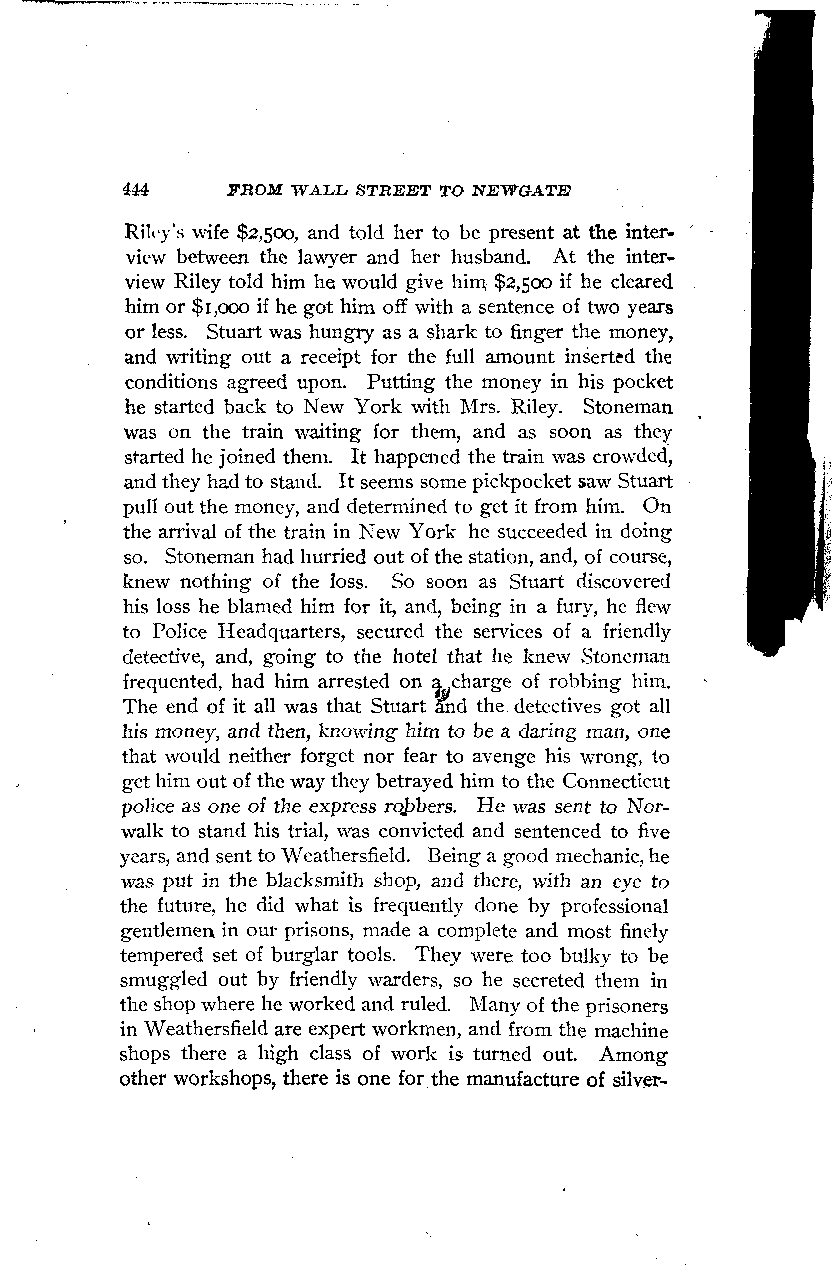 444 FROM WALL STREET TO NEWGATE
Riley's wife $2,500, and told her to be present at the inter-
view between the lawyer and her husband. At the inter-
view Riley told him he would give him $2,500 if he cleared
him or $1,000 if he got him off with a sentence of two years
or less. Stuart was hungry as a shark to finger the money,
and writing out a receipt for the full amount inserted the
conditions agreed upon. Putting the money in his pocket
he started back to New York with Mrs. Riley. Stoneman
was on the train waiting for them, and as soon as they
started he joined them. It happened the train was crowded,
and they had to stand. It seems some pickpocket saw Stuart
pull out the money, and determined to get it from him. On
the arrival of the train in New York he succeeded in doing
so. Stoneman had hurried out of the station, and, of course,
knew nothing of the loss. So soon as Stuart discovered
his loss he blamed him for it, and, being in a fury, he flew
to Police Headquarters, secured the services of a friendly
detective, and, going to the hotel that he knew Stoneman
frequented, had him arrested on a charge of robbing him.
The end of it all was that Stuart and the detectives got all
his money, and then, knowing him to be a daring man, one
that would neither forget nor fear to avenge his wrong, to
get him out of the way they betrayed him to the Connecticut
police as one of the express robbers. He was sent to Nor-
walk to stand his trial, was convicted and sentenced to five
years, and sent to Weathersfield. Being a good mechanic, he
was put in the blacksmith shop, and there, with an eye to
the future, he did what is frequently done by professional
gentlemen in our prisons, made a complete and most finely
tempered set of burglar tools. They were too bulky to be
smuggled out by friendly warders, so he secreted them in
the shop where he worked and ruled. Many of the prisoners
in Weathersfield are expert workmen, and from the machine
shops there a high class of work is turned out. Among
other workshops, there is one for the manufacture of silver-